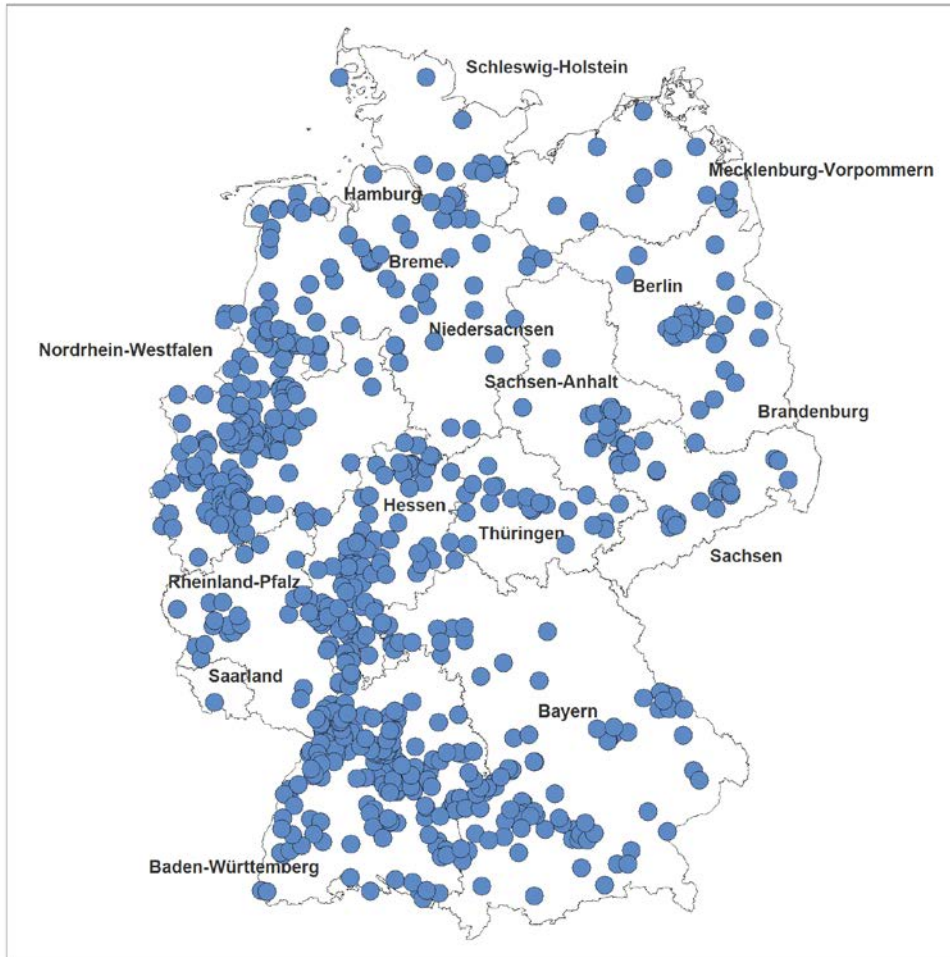 Schleswig-Holstein
Mecklenburg-Vorpommern
Hamburg
Bremen
Berlin
Niedersachsen
Nordrhein-Westfalen
Sachsen-Anhalt
Brandenburg
Hessen
Thüringen
Sachsen
Rheinland-Pfalz
Saarland
Bayern
Baden-Württemberg